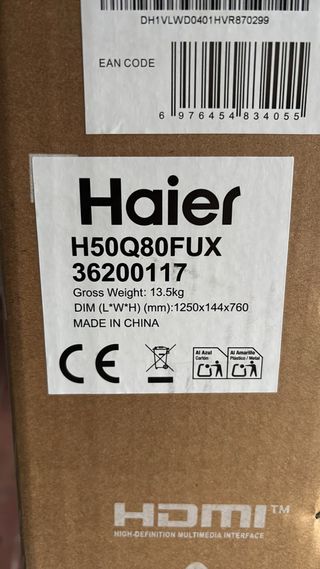 DH1VLWD0401HVR870299
EAN CODE
6 976454 834055
Haier
H50Q80FUX
36200117
Gross Weight: 13.5kg
DIM (L*W*H) (mm):1250x144x760
MADE IN CHINA
CE
Al Azul
Cartón
Al Amarillo
Plástico / Metal
HDMI™
HIGH-DEFINITION MULTIMEDIA INTERFACE